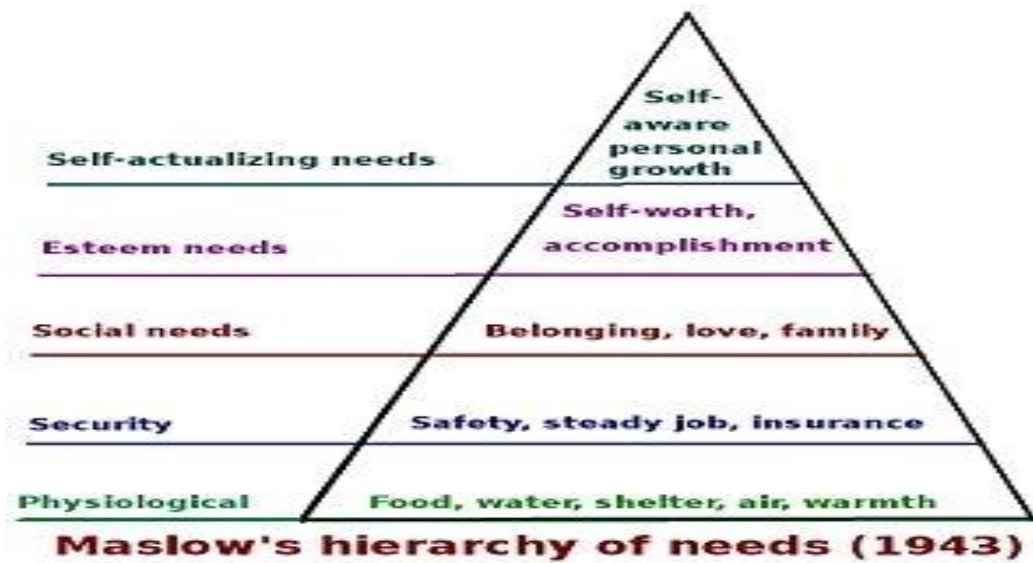 Self-
aware
personal
growth
Self-actualizing needs
Self-worth,
accomplishment
Esteem needs
Social needs
Belonging, love, family
Security
Safety, steady job, insurance
Physiological
Food, water, shelter, air, warmth
Maslow's hierarchy of needs (1943)